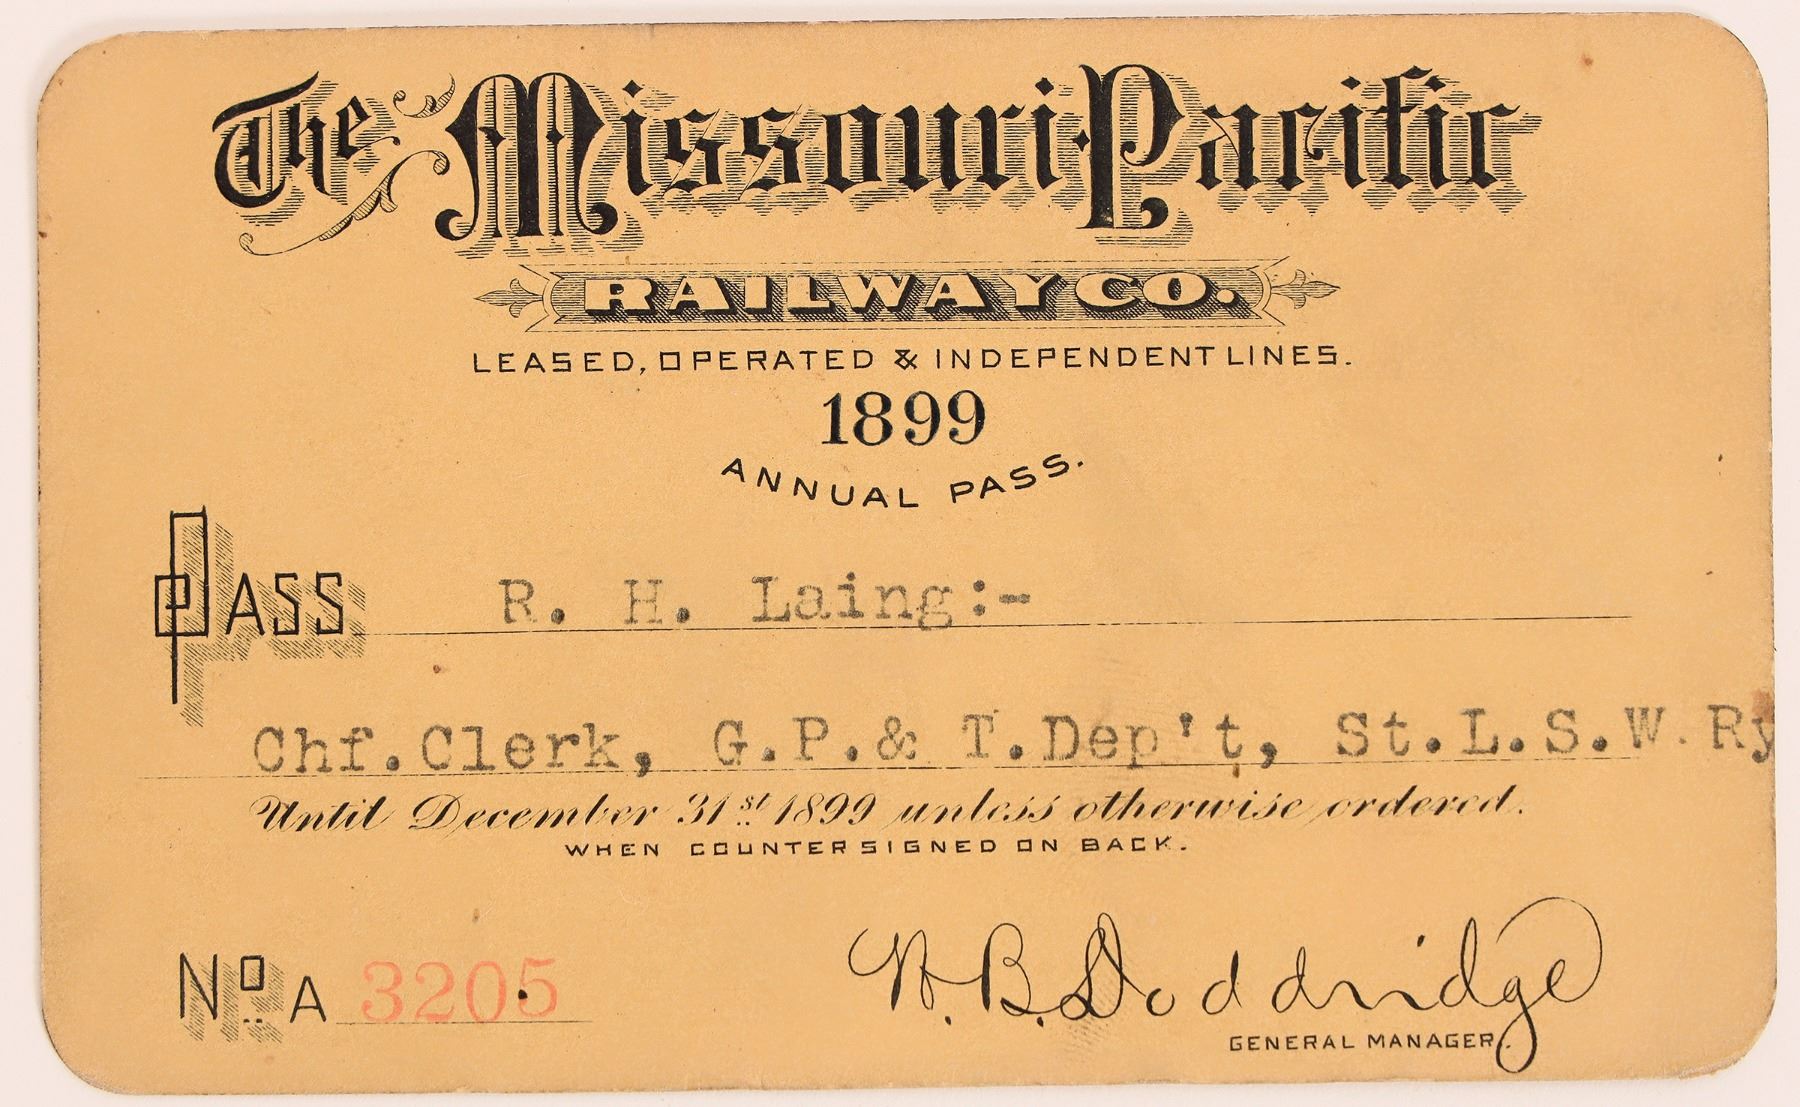 The Missouri Pacific
RAILWAY CO.
LEASED, OPERATED & INDEPENDENT LINES.
1899
ANNUAL PASS.
PASS R. H. Laing:-
Chf. Clerk, G.P.& T.Dep't, St.L.S.W.Ry
Until December 31st 1899 unless otherwise ordered.
WHEN COUNTERSIGNED ON BACK.
No A 3205
W. B. Doddridge
GENERAL MANAGER.